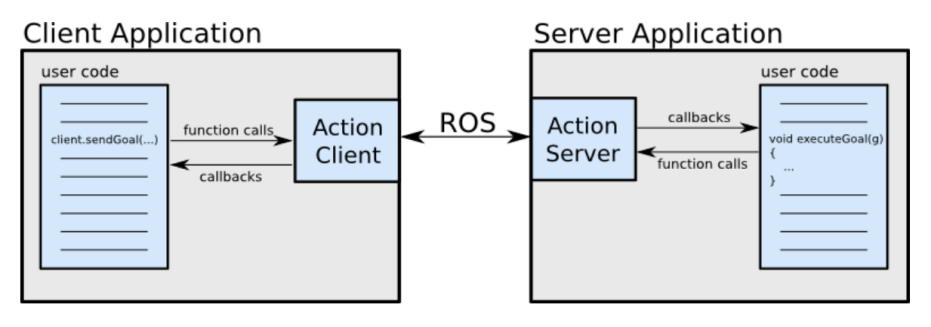 Client Application
user code
client.sendGoal(...)
function calls
callbacks
Action
Client
ROS
Server Application
Action
Server
callbacks
function calls
user code
void executeGoal(g)
{
...
}